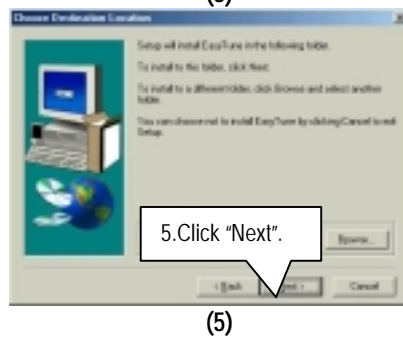 Choose Destination Location
Setup will install EasyTune in the following folder.
To install to this folder, click Next.
To install to a different folder, click Browse and select another
folder.
You can choose not to install EasyTune by clicking Cancel to exit
Setup.
5.Click “Next”.
Browse...
< Back
Cancel
(5)